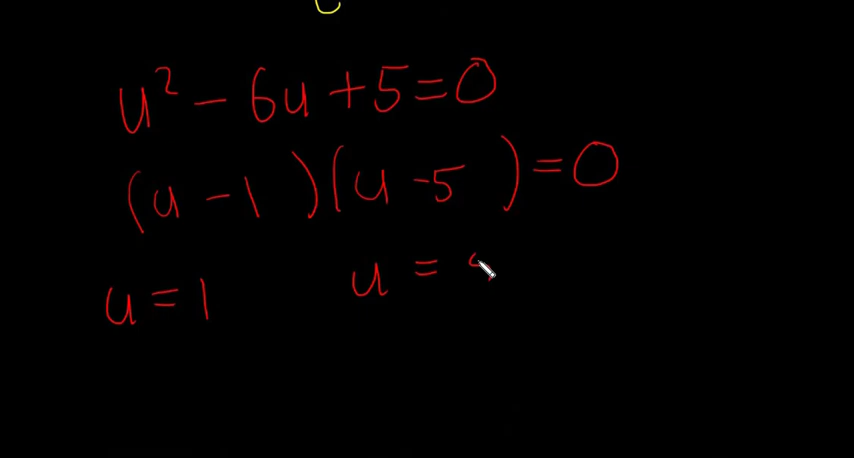 u² - 6u + 5 = 0
(u - 1)(u - 5) = 0
u = 1 u =